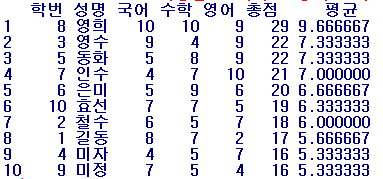 학번 성명 국어 수학 영어 총점 평균
1 8 영희 10 10 9 29 9.666667
2 3 영수 9 4 9 22 7.333333
3 5 동화 5 8 9 22 7.333333
4 7 인수 4 7 10 21 7.000000
5 6 은미 5 9 6 20 6.666667
6 10 효선 7 7 5 19 6.333333
7 2 철수 6 5 7 18 6.000000
8 1 길동 8 7 2 17 5.666667
9 4 미자 4 5 7 16 5.333333
10 9 미정 7 5 4 16 5.333333